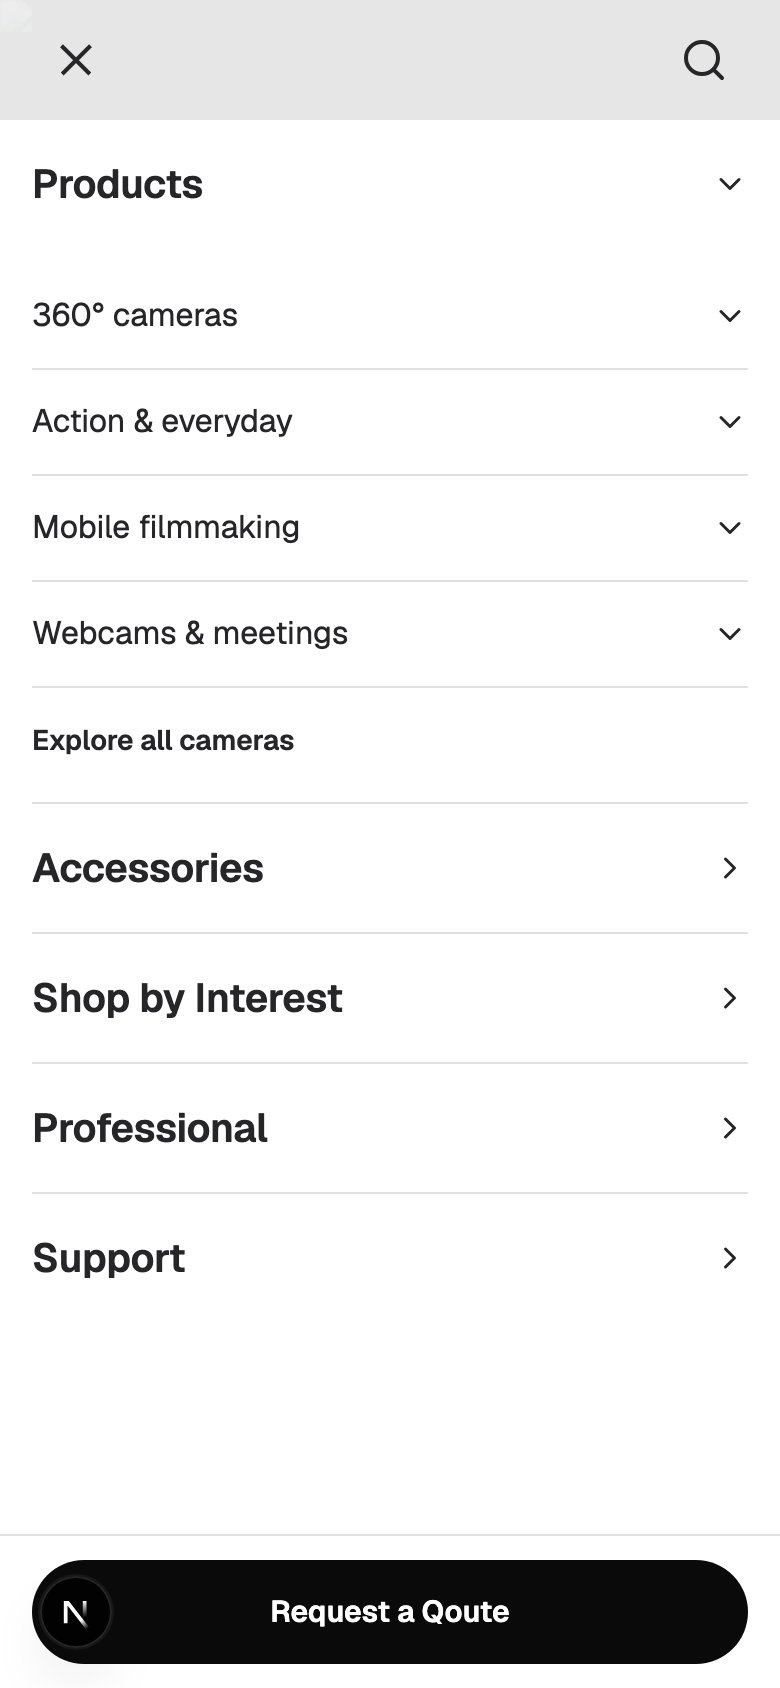 Products
360° cameras
Action & everyday
Mobile filmmaking
Webcams & meetings
Explore all cameras
Accessories
Shop by Interest
Professional
Support
N
Request a Qoute